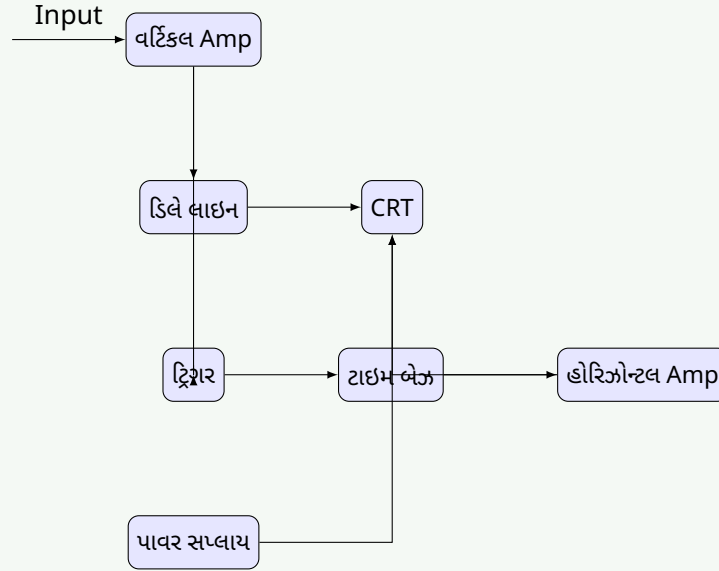 Input
વર્ટિકલ Amp
ડિલે લાઇન
CRT
ટ્રિગર
ટાઇમ બેઝ
હોરિઝોન્ટલ Amp
પાવર સપ્લાય